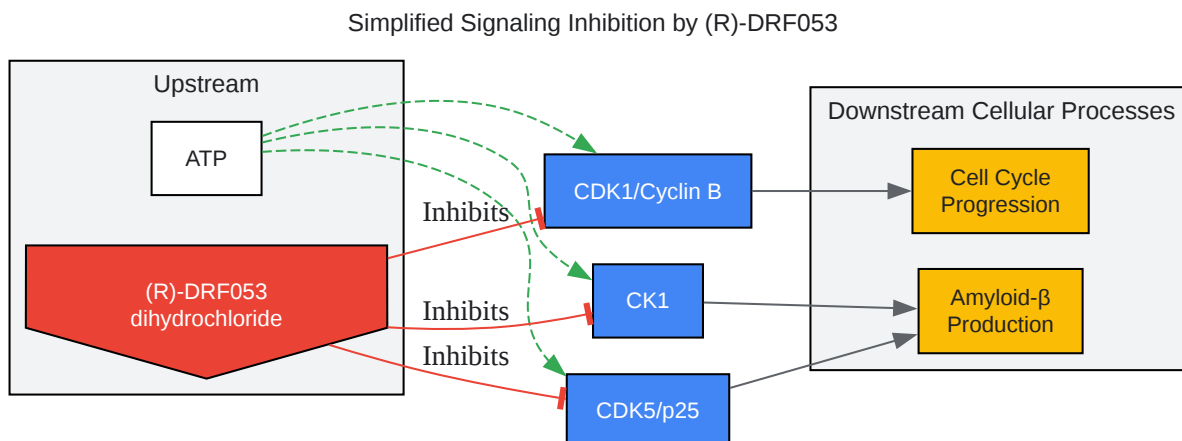 Simplified Signaling Inhibition by (R)-DRF053
Upstream
Downstream Cellular Processes
ATP
CDK1/Cyclin B
Cell Cycle
Progression
Inhibits
(R)-DRF053
dihydrochloride
Inhibits
CK1
Amyloid-β
Production
Inhibits
CDK5/p25